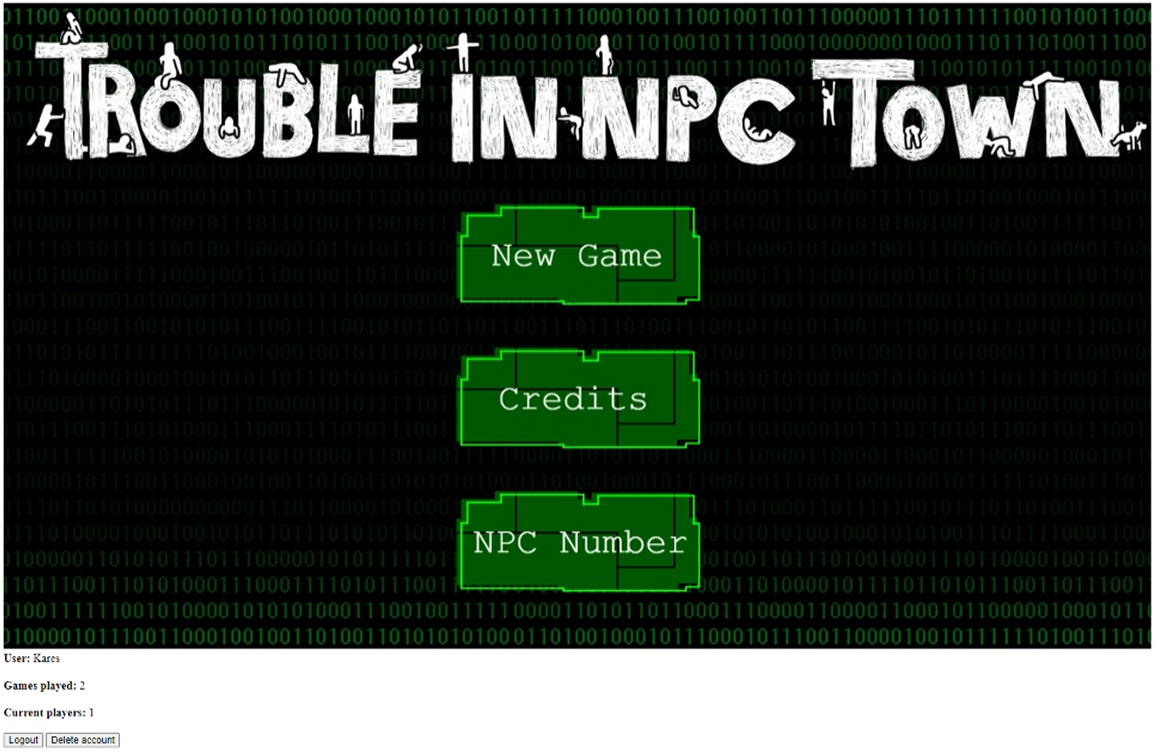 TROUBLE IN NPC TOWN
New Game
Credits
NPC Number
User: Kares
Games played: 2
Current players: 1
Logout Delete account